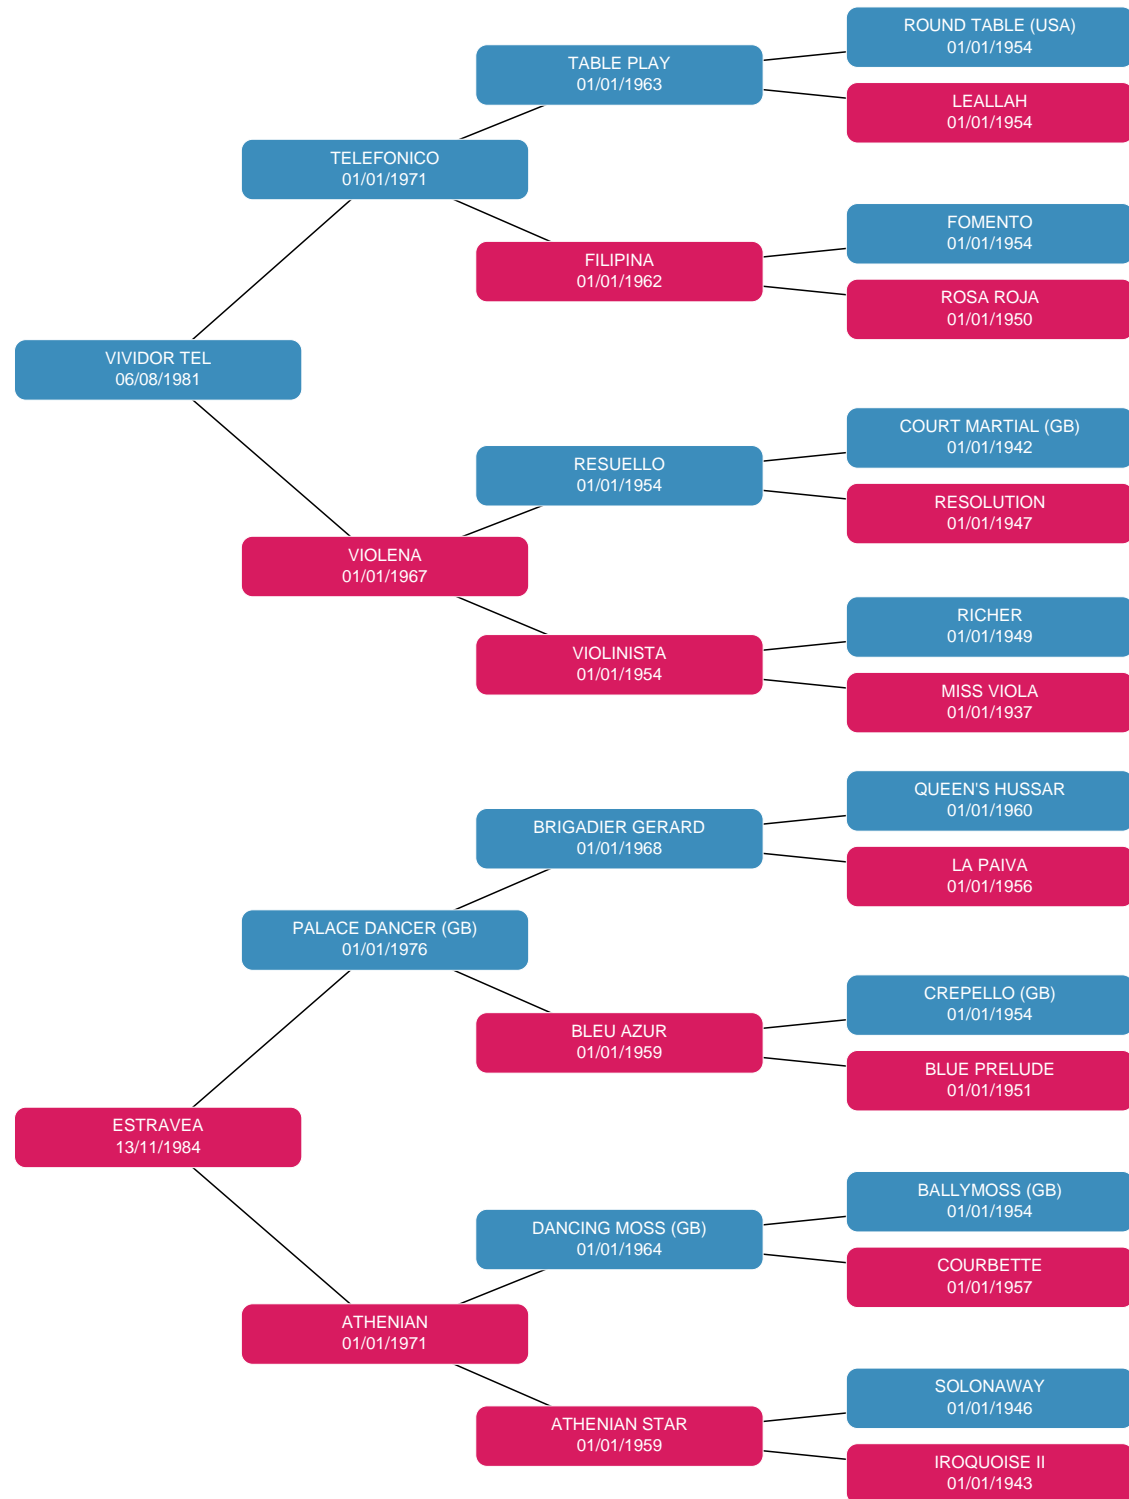 ROUND TABLE (USA)
01/01/1954
TABLE PLAY
01/01/1963
LEALLAH
01/01/1954
TELEFONICO
01/01/1971
FOMENTO
01/01/1954
FILIPINA
01/01/1962
ROSA ROJA
01/01/1950
VIVIDOR TEL
06/08/1981
COURT MARTIAL (GB)
01/01/1942
RESUELLO
01/01/1954
RESOLUTION
01/01/1947
VIOLENA
01/01/1967
RICHER
01/01/1949
VIOLINISTA
01/01/1954
MISS VIOLA
01/01/1937
QUEEN'S HUSSAR
01/01/1960
BRIGADIER GERARD
01/01/1968
LA PAIVA
01/01/1956
PALACE DANCER (GB)
01/01/1976
CREPELLO (GB)
01/01/1954
BLEU AZUR
01/01/1959
BLUE PRELUDE
01/01/1951
ESTRAVEA
13/11/1984
BALLYMOSS (GB)
01/01/1954
DANCING MOSS (GB)
01/01/1964
COURBETTE
01/01/1957
ATHENIAN
01/01/1971
SOLONAWAY
01/01/1946
ATHENIAN STAR
01/01/1959
IROQUOISE II
01/01/1943